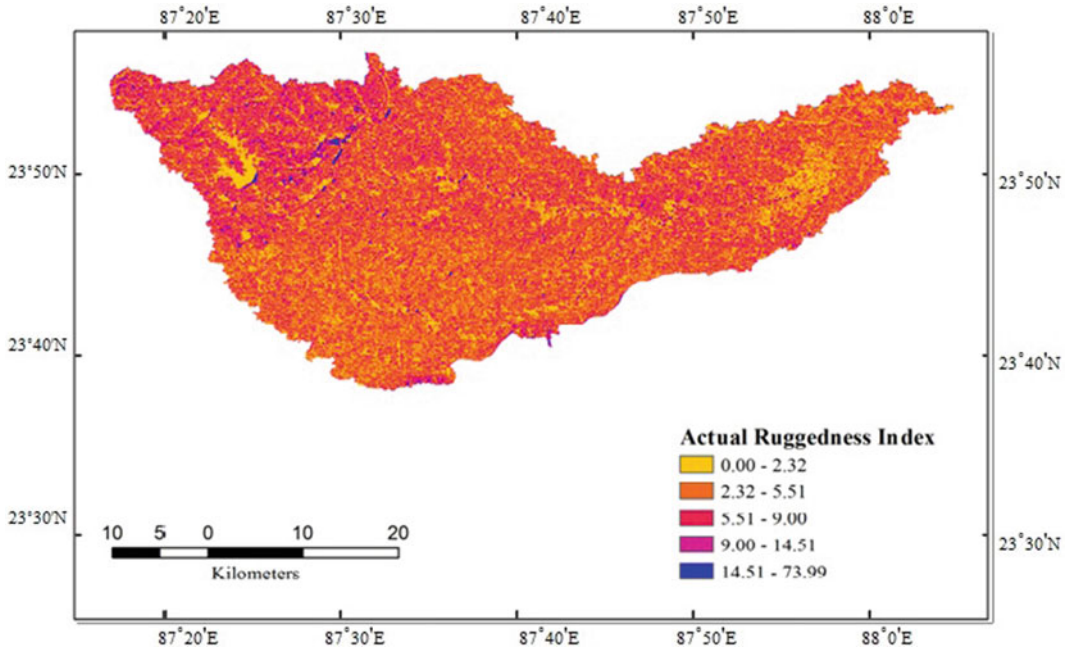 87°20'E 87°30'E 87°40'E 87°50'E 88°0'E
23°50'N 23°50'N
23°40'N 23°40'N
Actual Ruggedness Index
0.00 - 2.32
2.32 - 5.51
5.51 - 9.00
9.00 - 14.51
14.51 - 73.99
23°30'N 23°30'N
10 5 0 10 20
Kilometers
87°20'E 87°30'E 87°40'E 87°50'E 88°0'E